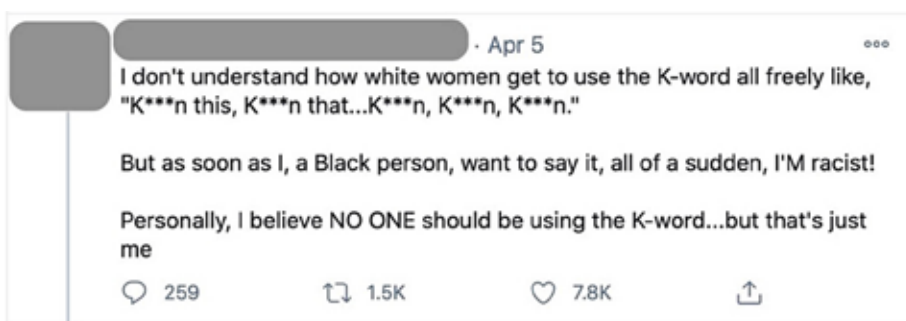 · Apr 5
I don't understand how white women get to use the K-word all freely like,
"K***n this, K***n that...K***n, K***n, K***n."
But as soon as I, a Black person, want to say it, all of a sudden, I'M racist!
Personally, I believe NO ONE should be using the K-word...but that's just
me
259 1.5K 7.8K